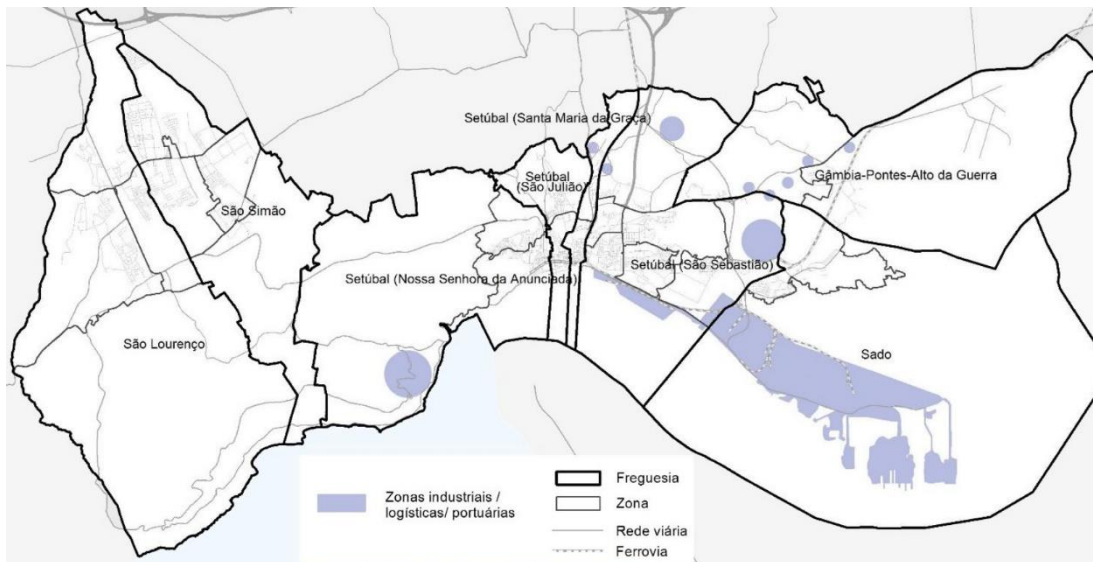 Setúbal (Santa Maria da Graça)
Setúbal
(São Julião)
Gâmbia-Pontes-Alto da Guerra
São Simão
Setúbal (São Sebastião)
Setúbal (Nossa Senhora da Anunciada)
São Lourenço
Sado
Zonas industriais /
logísticas/ portuárias
Freguesia
Zona
Rede viária
Ferrovia